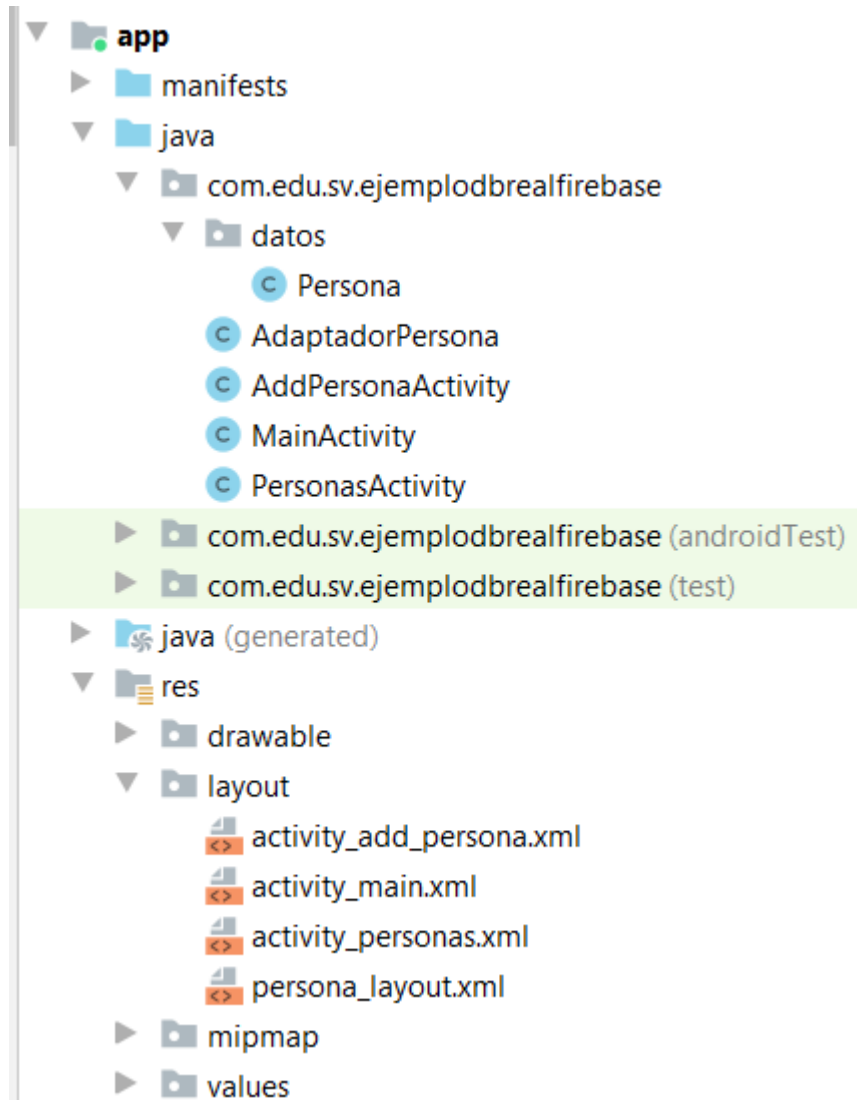 app
manifests
java
com.edu.sv.ejemplodbrealfirebase
datos
C Persona
C AdaptadorPersona
C AddPersonaActivity
C MainActivity
C PersonasActivity
com.edu.sv.ejemplodbrealfirebase (androidTest)
com.edu.sv.ejemplodbrealfirebase (test)
java (generated)
res
drawable
layout
<> activity_add_persona.xml
<> activity_main.xml
<> activity_personas.xml
<> persona_layout.xml
mipmap
values